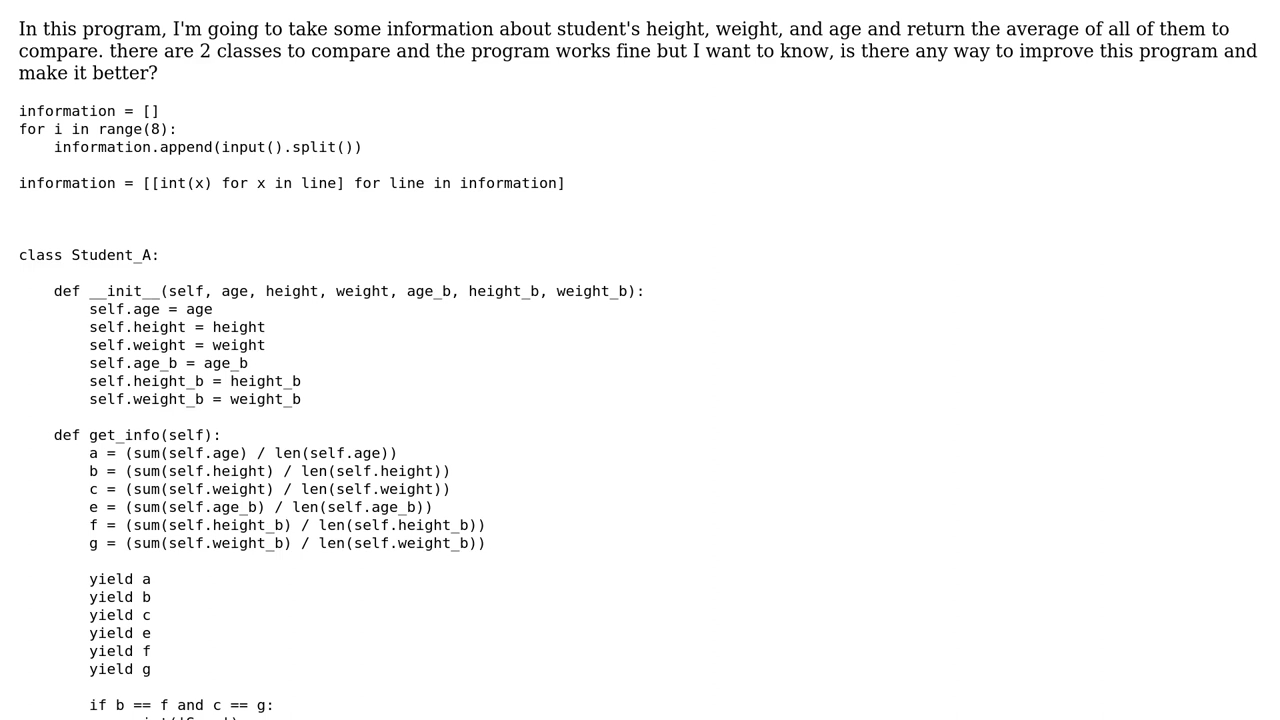 In this program, I'm going to take some information about student's height, weight, and age and return the average of all of them to
compare. there are 2 classes to compare and the program works fine but I want to know, is there any way to improve this program and
make it better?
information = []
for i in range(8):
    information.append(input().split())
information = [[int(x) for x in line] for line in information]
class Student_A:
    def __init__(self, age, height, weight, age_b, height_b, weight_b):
        self.age = age
        self.height = height
        self.weight = weight
        self.age_b = age_b
        self.height_b = height_b
        self.weight_b = weight_b
    def get_info(self):
        a = (sum(self.age) / len(self.age))
        b = (sum(self.height) / len(self.height))
        c = (sum(self.weight) / len(self.weight))
        e = (sum(self.age_b) / len(self.age_b))
        f = (sum(self.height_b) / len(self.height_b))
        g = (sum(self.weight_b) / len(self.weight_b))
        yield a
        yield b
        yield c
        yield e
        yield f
        yield g
        if b == f and c == g: